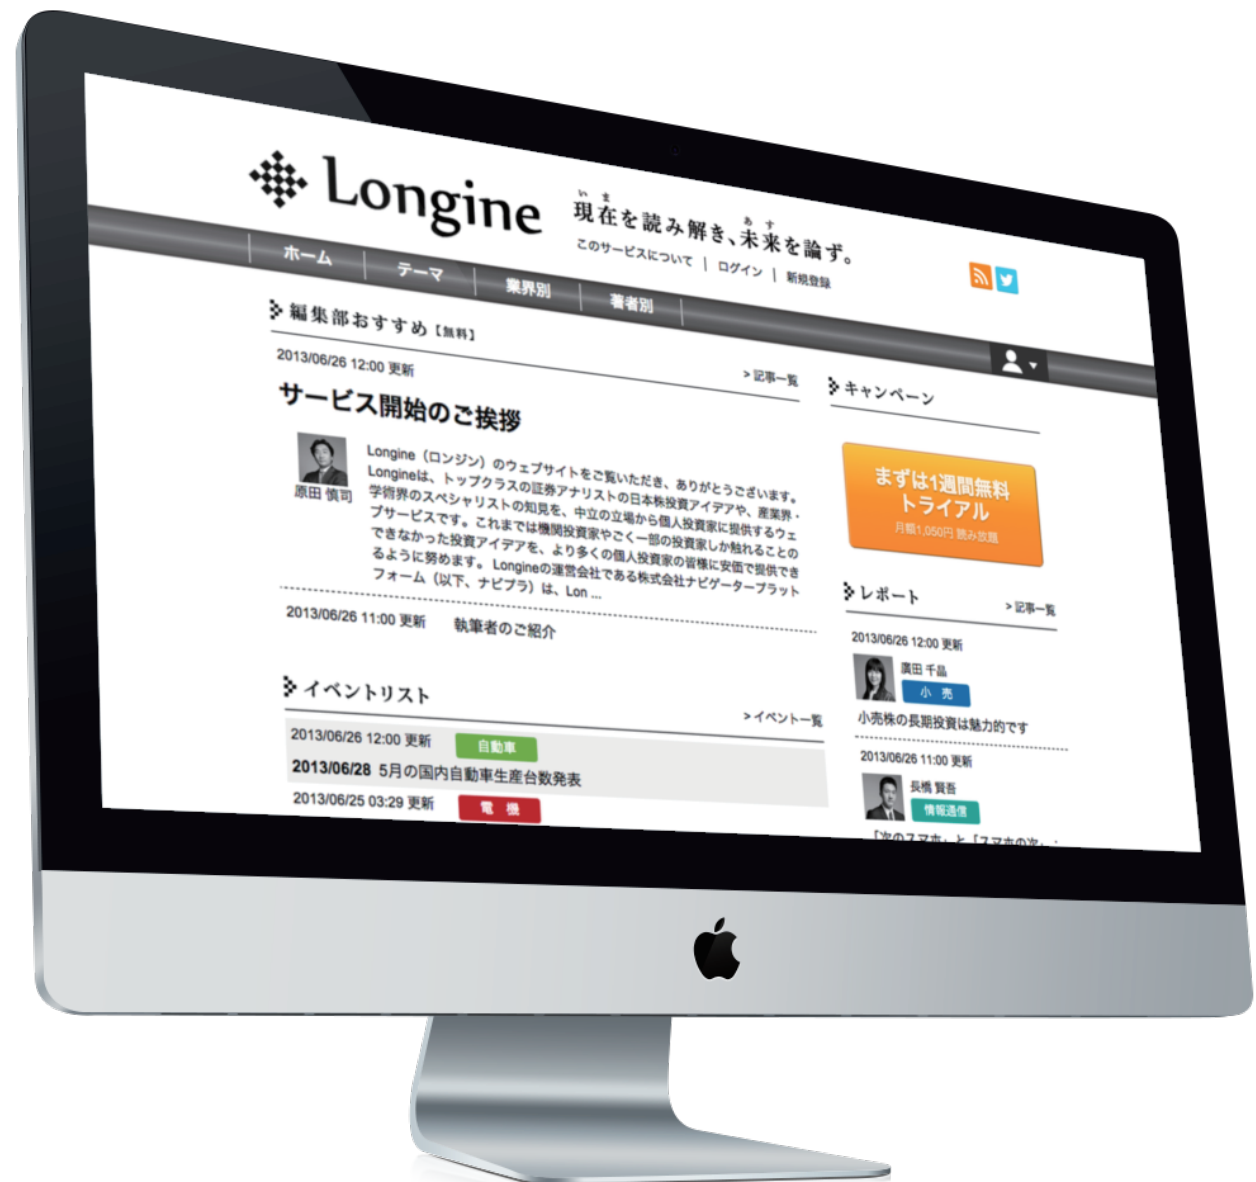 Longine
現在を読み解き、未来を論ず。
いま
あす
このサービスについて | ログイン | 新規登録
ホーム
テーマ
業界別
著者別
編集部おすすめ【無料】
2013/06/26 12:00 更新
> 記事一覧
サービス開始のご挨拶
原田 慎司
Longine（ロンジン）のウェブサイトをご覧いただき、ありがとうございます。
Longineは、トップクラスの証券アナリストの日本株投資アイデアや、産業界・
学術界のスペシャリストの知見を、中立の立場から個人投資家に提供するウェ
ブサービスです。これまでは機関投資家やごく一部の投資家しか触れることの
できなかった投資アイデアを、より多くの個人投資家の皆様に安価で提供でき
るように努めます。 Longineの運営会社である株式会社ナビゲータープラット
フォーム（以下、ナビプラ）は、Lon ...
2013/06/26 11:00 更新 執筆者のご紹介
イベントリスト
> イベント一覧
2013/06/26 12:00 更新 自動車
2013/06/28 5月の国内自動車生産台数発表
2013/06/25 03:29 更新 電 機
キャンペーン
まずは1週間無料
トライアル
月額1,050円 読み放題
レポート
> 記事一覧
2013/06/26 12:00 更新
廣田 千晶
小 売
小売株の長期投資は魅力的です
2013/06/26 11:00 更新
長橋 賢吾
情報通信
「次のスマホ」と「スマホの次」：